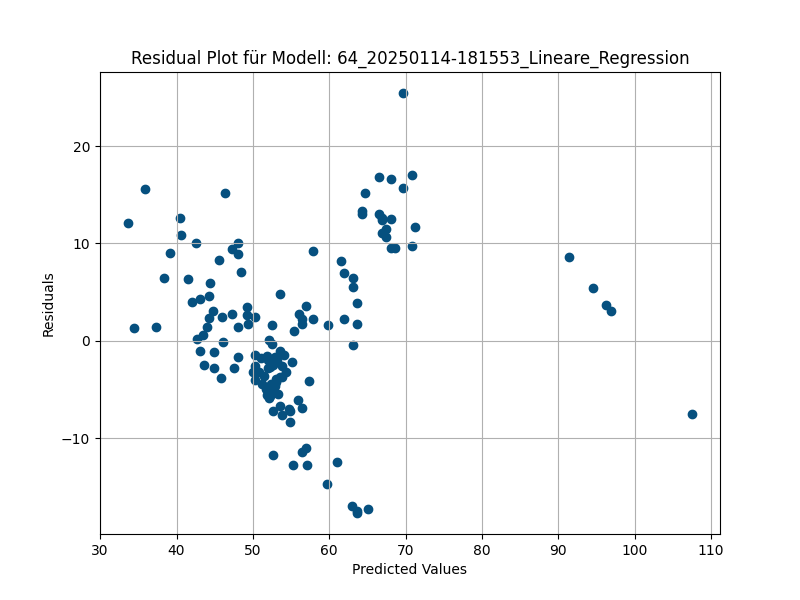 Residual Plot für Modell: 64_20250114-181553_Lineare_Regression
Residuals
20
10
0
−10
30 40 50 60 70 80 90 100 110
Predicted Values